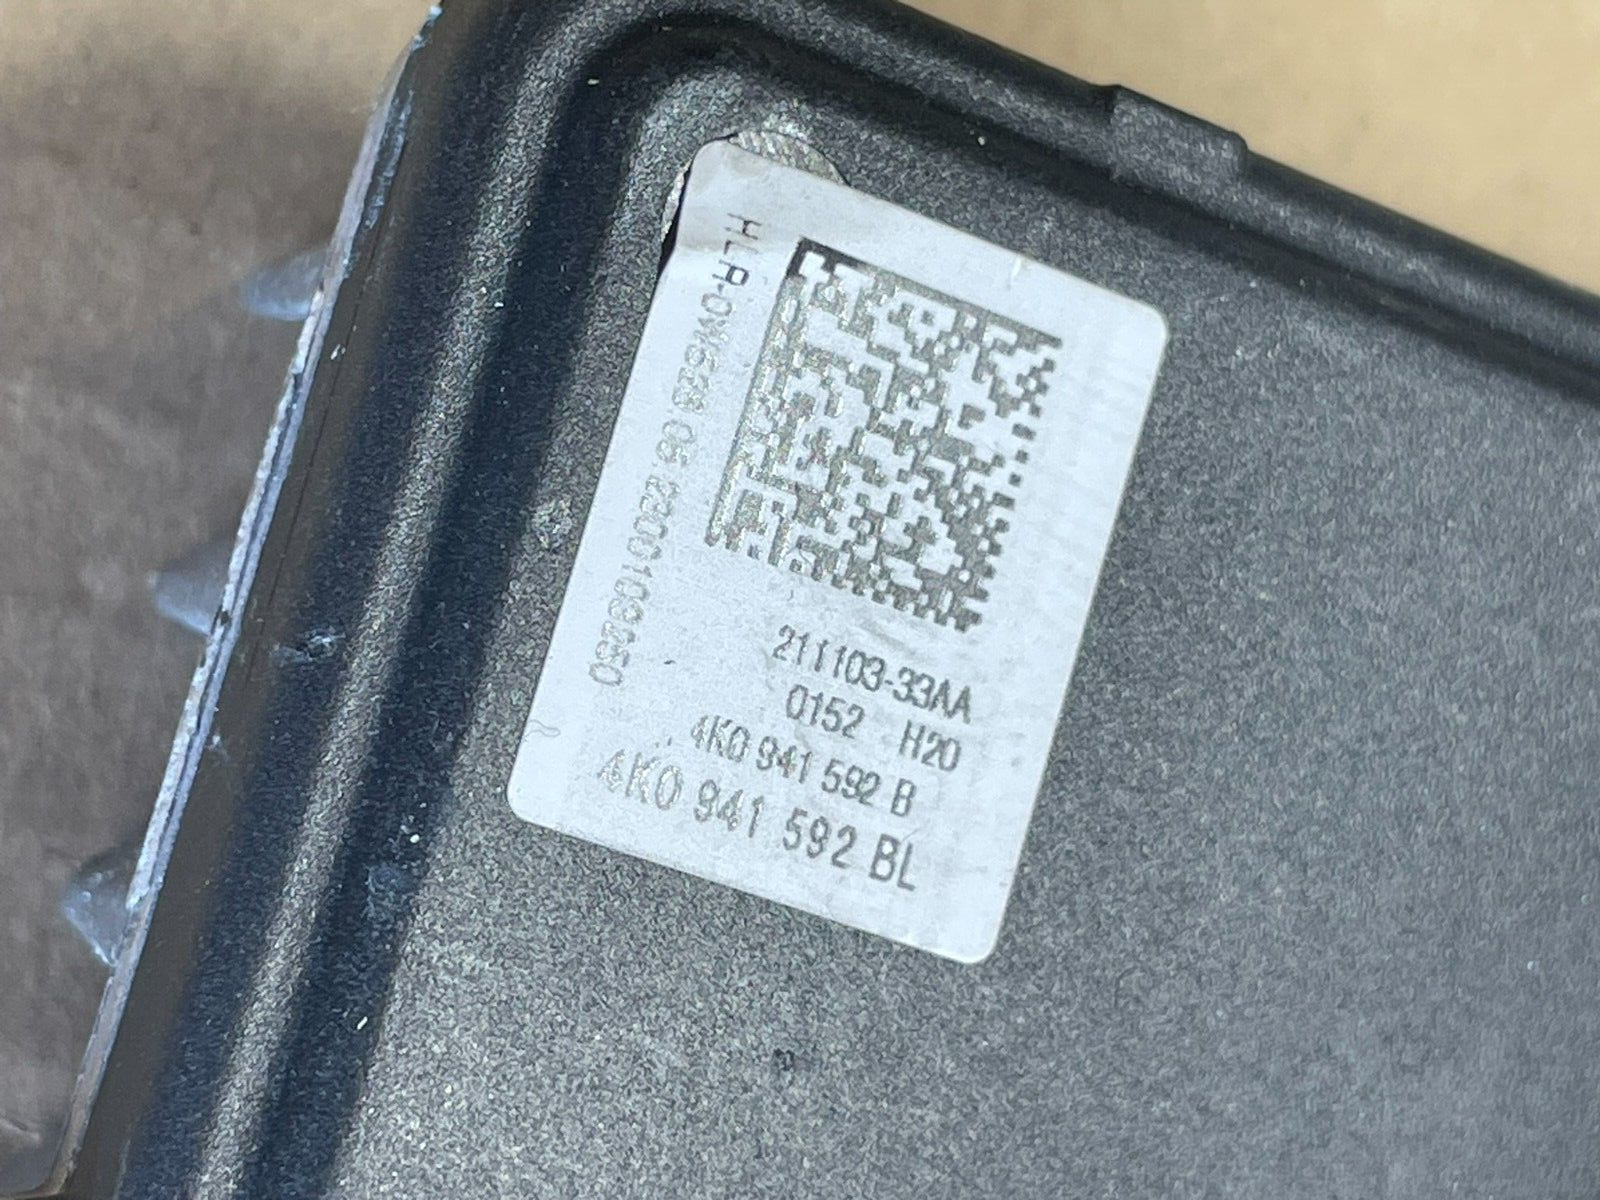 211103-33AA
0152 H20
4K0 941 592 B
4K0 941 592 BL